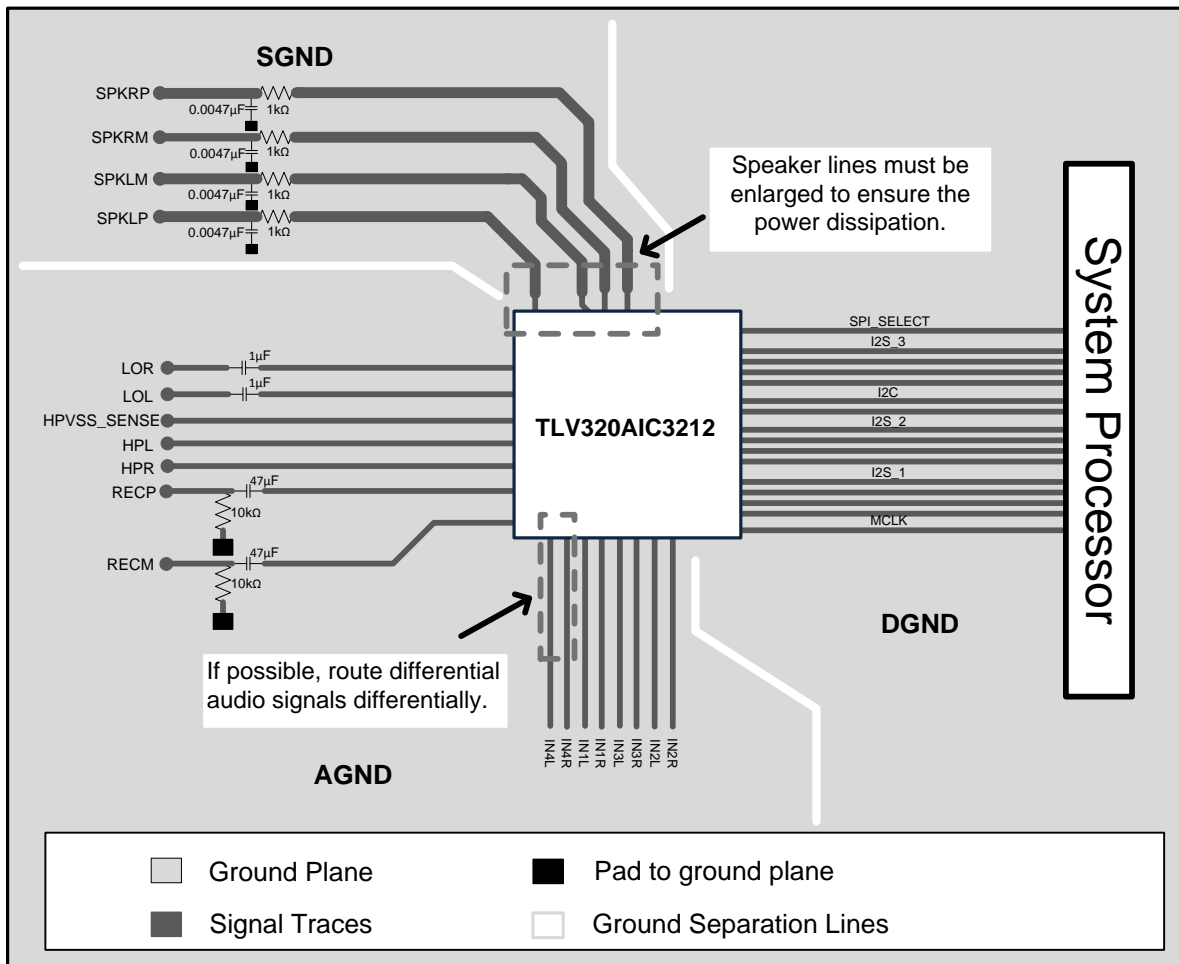 SGND
SPKRP
0.0047µF
1kΩ
SPKRM
0.0047µF
1kΩ
SPKLM
0.0047µF
1kΩ
SPKLP
0.0047µF
1kΩ
Speaker lines must be
enlarged to ensure the
power dissipation.
System Processor
SPI_SELECT
I2S_3
I2C
I2S_2
I2S_1
MCLK
TLV320AIC3212
LOR
1µF
LOL
1µF
HPVSS_SENSE
HPL
HPR
RECP
47µF
10kΩ
RECM
47µF
10kΩ
If possible, route differential
audio signals differentially.
IN4L
IN4R
IN1L
IN1R
IN3L
IN3R
IN2L
IN2R
DGND
AGND
Ground Plane
Pad to ground plane
Signal Traces
Ground Separation Lines